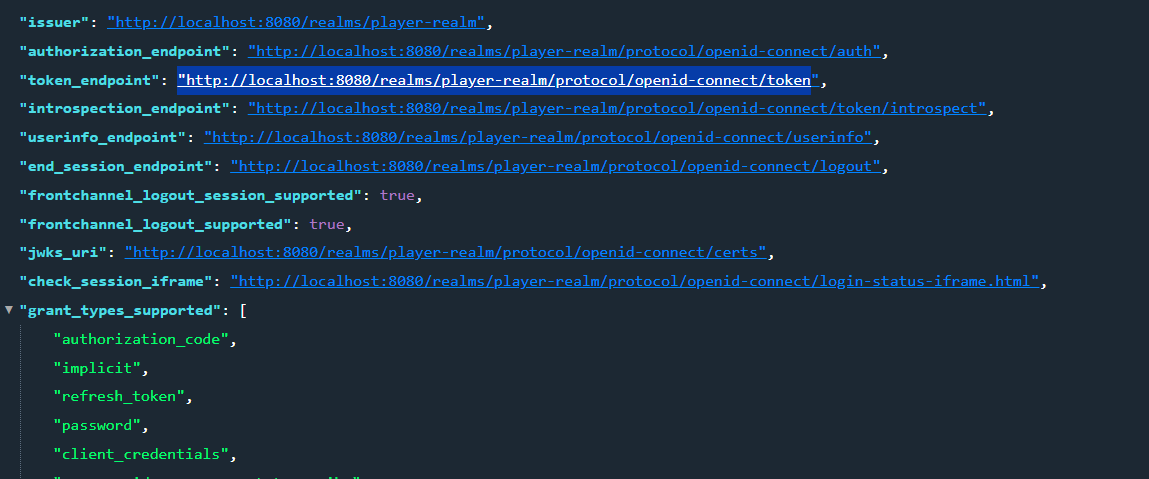 "issuer": "http://localhost:8080/realms/player-realm",
"authorization_endpoint": "http://localhost:8080/realms/player-realm/protocol/openid-connect/auth",
"token_endpoint": "http://localhost:8080/realms/player-realm/protocol/openid-connect/token",
"introspection_endpoint": "http://localhost:8080/realms/player-realm/protocol/openid-connect/token/introspect",
"userinfo_endpoint": "http://localhost:8080/realms/player-realm/protocol/openid-connect/userinfo",
"end_session_endpoint": "http://localhost:8080/realms/player-realm/protocol/openid-connect/logout",
"frontchannel_logout_session_supported": true,
"frontchannel_logout_supported": true,
"jwks_uri": "http://localhost:8080/realms/player-realm/protocol/openid-connect/certs",
"check_session_iframe": "http://localhost:8080/realms/player-realm/protocol/openid-connect/login-status-iframe.html",
"grant_types_supported": [
"authorization_code",
"implicit",
"refresh_token",
"password",
"client_credentials",